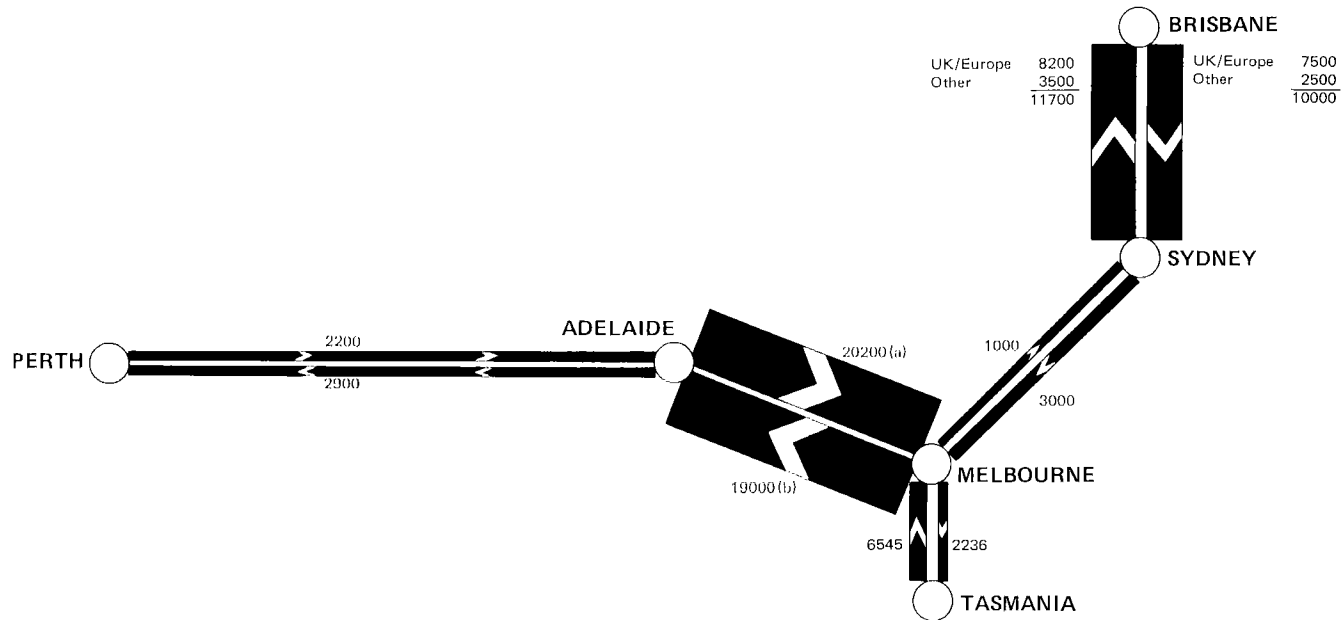 BRISBANE
UK/Europe 8200
Other 3500
11700
UK/Europe 7500
Other 2500
10000
SYDNEY
ADELAIDE
PERTH
2200
2900
20200 (a)
19000 (b)
1000
3000
MELBOURNE
6545
2236
TASMANIA